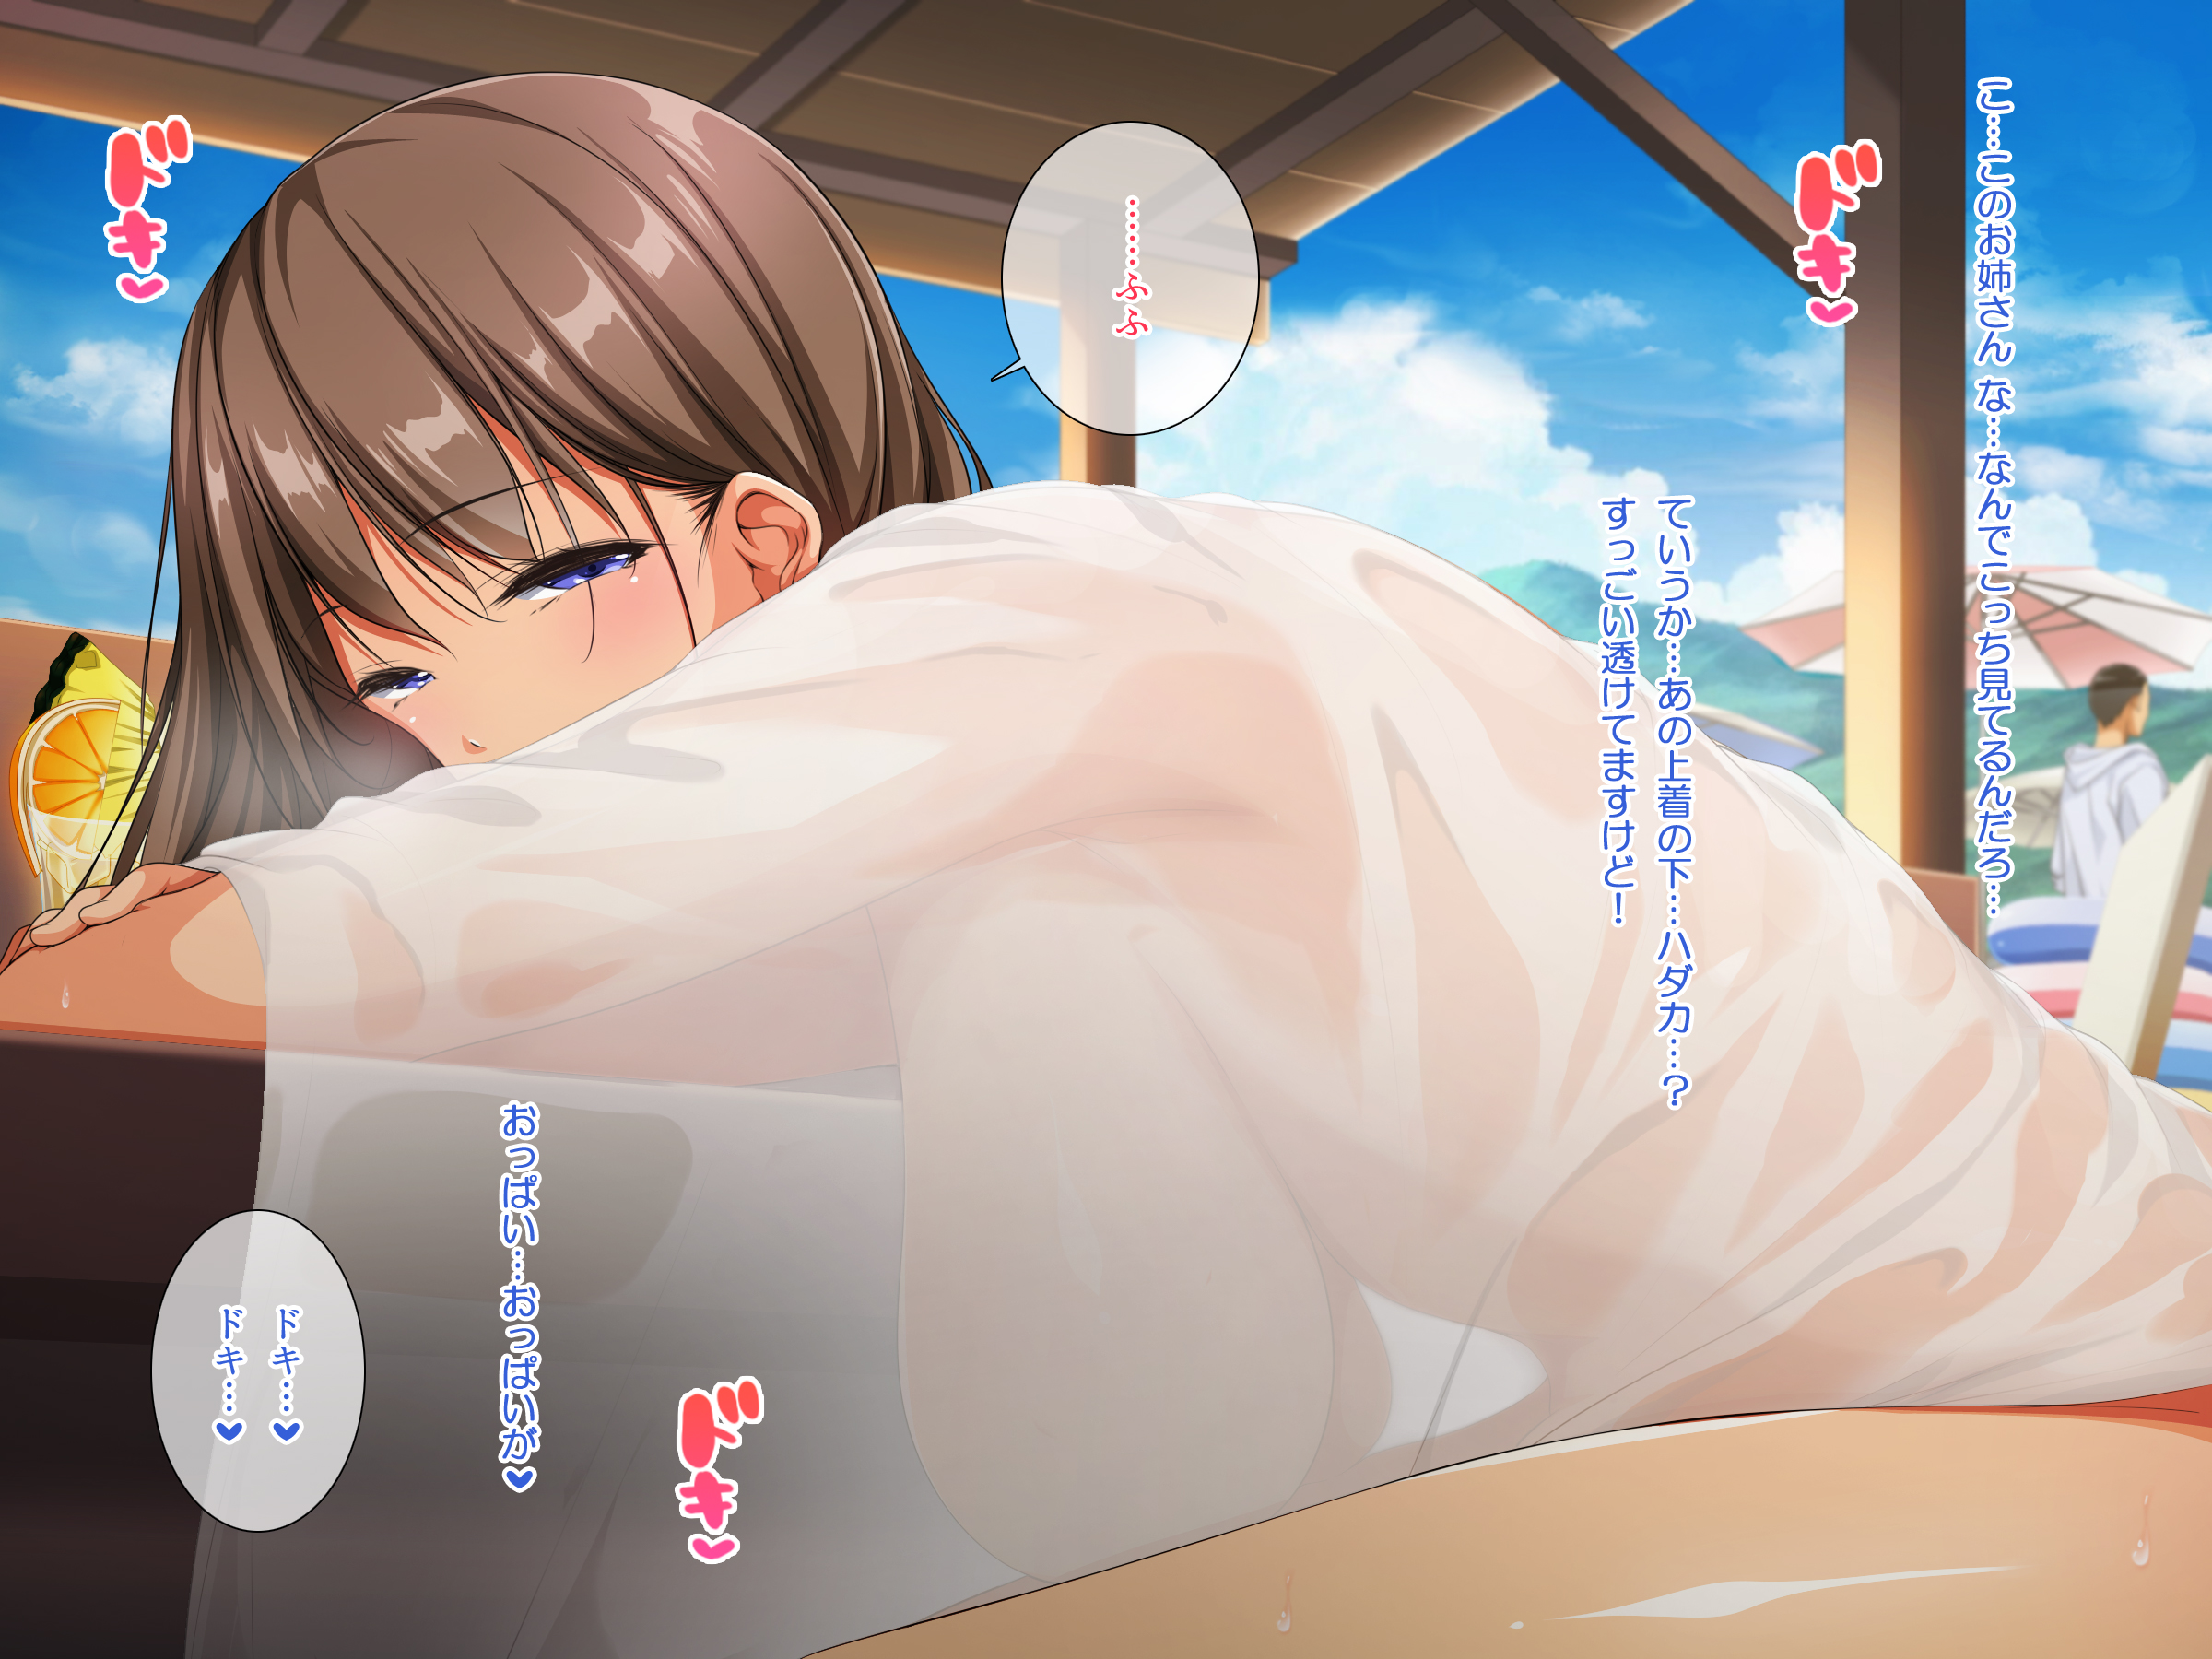 こ…このお姉さん な…なんでこっち見てるんだろ…
ドキ♥
ていうか…あの上着の下…ハダカ…?
すっごい透けてますけど!
………ふふ
ドキ♥
ドキ♥
おっぱい…おっぱいが♥
ドキ…♥
ドキ…♥